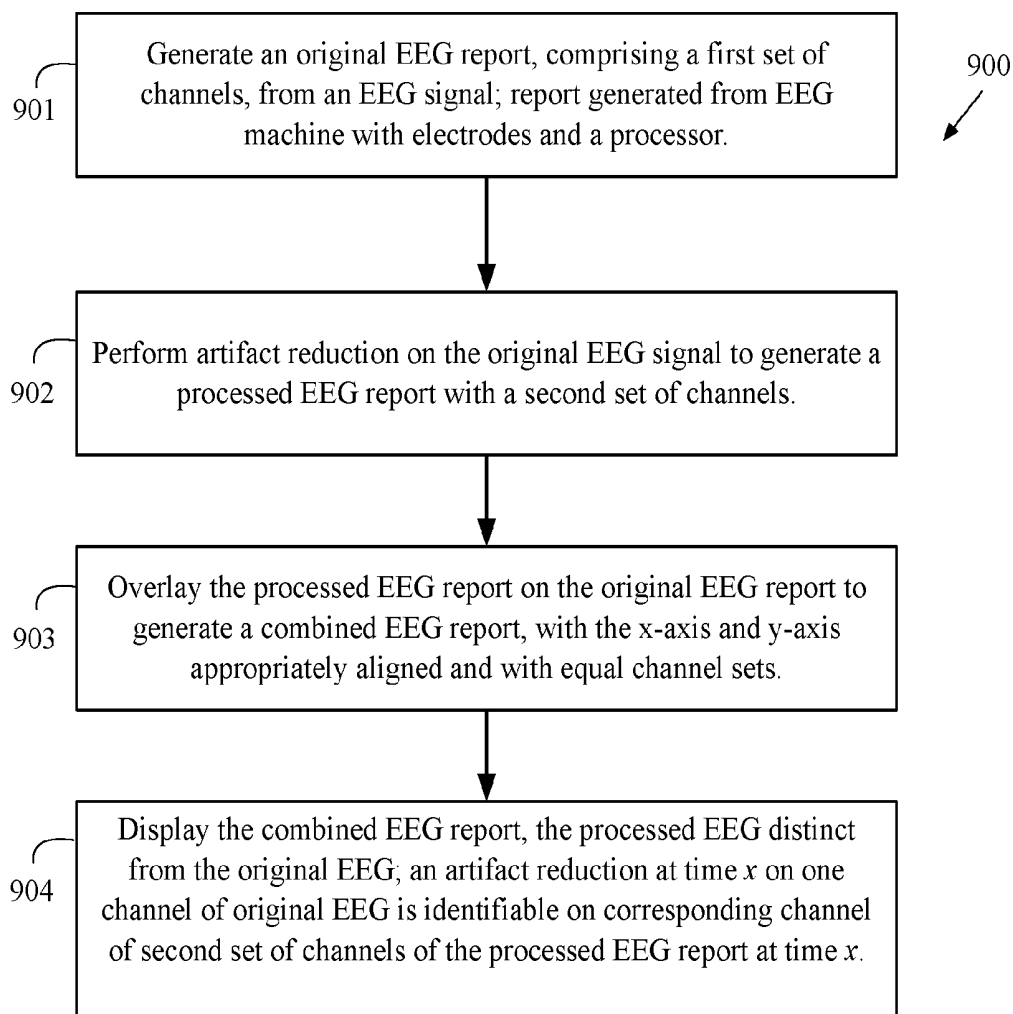 Generate an original EEG report, comprising a first set of
channels, from an EEG signal; report generated from EEG
machine with electrodes and a processor.
901
900
Perform artifact reduction on the original EEG signal to generate a
processed EEG report with a second set of channels.
902
Overlay the processed EEG report on the original EEG report to
generate a combined EEG report, with the x-axis and y-axis
appropriately aligned and with equal channel sets.
903
Display the combined EEG report, the processed EEG distinct
from the original EEG; an artifact reduction at time x on one
channel of original EEG is identifiable on corresponding channel
of second set of channels of the processed EEG report at time x.
904